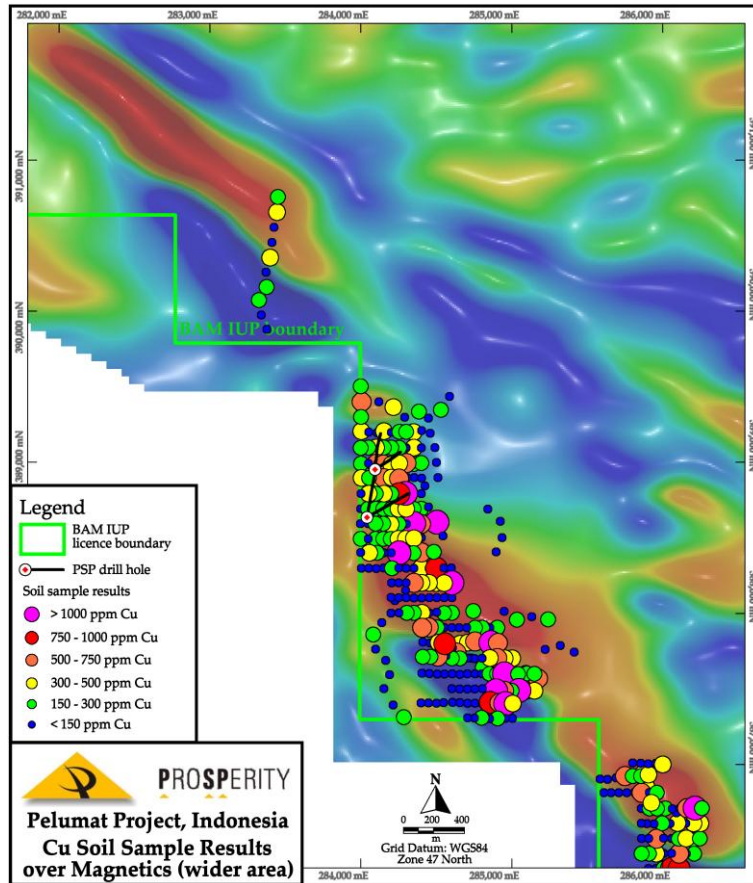 282,000 mE
283,000 mE
284,000 mE
285,000 mE
286,000 mE
391,000 mN
390,000 mN
389,000 mN
BAM IUP boundary
Legend
BAM IUP
licence boundary
PSP drill hole
Soil sample results
> 1000 ppm Cu
750 - 1000 ppm Cu
500 - 750 ppm Cu
300 - 500 ppm Cu
150 - 300 ppm Cu
< 150 ppm Cu
PROSPERITY
Pelumat Project, Indonesia
Cu Soil Sample Results
over Magnetics (wider area)
N
0 200 400
m
Grid Datum: WGS84
Zone 47 North
284,000 mE
285,000 mE
286,000 mE